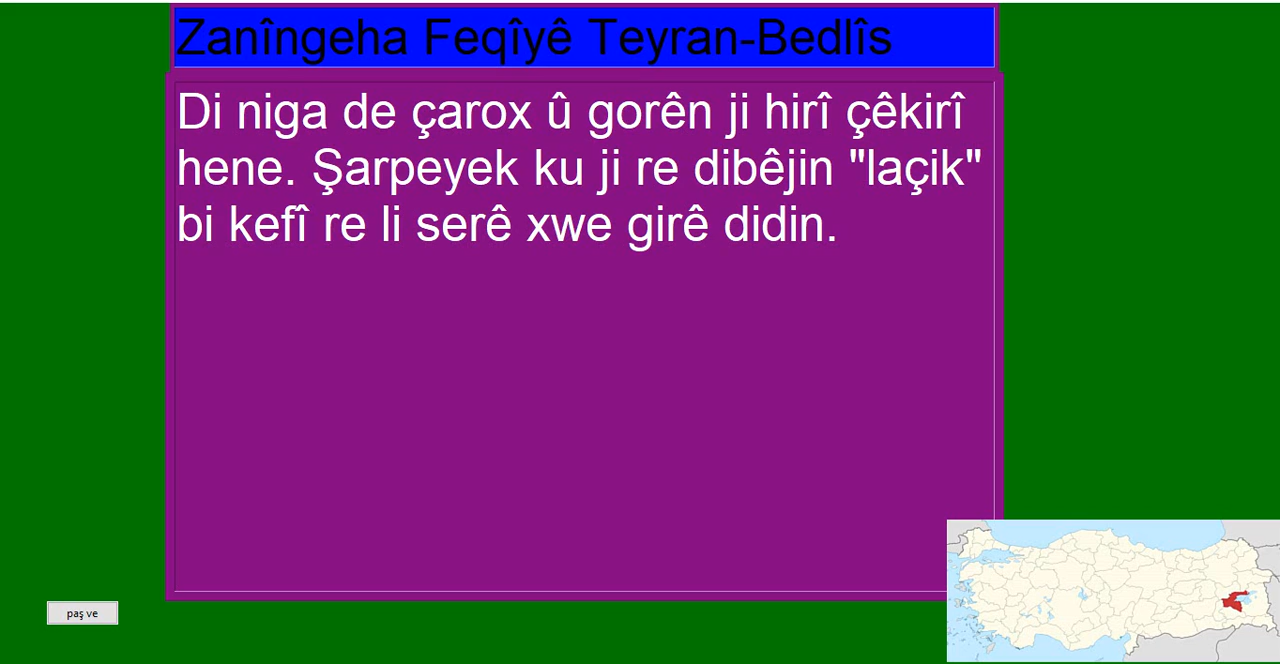 Zanîngeha Feqîyê Teyran-Bedlîs
Di niga de çarox û gorên ji hirî çêkirî
hene. Şarpeyek ku ji re dibêjin "laçik"
bi kefî re li serê xwe girê didin.
paş ve